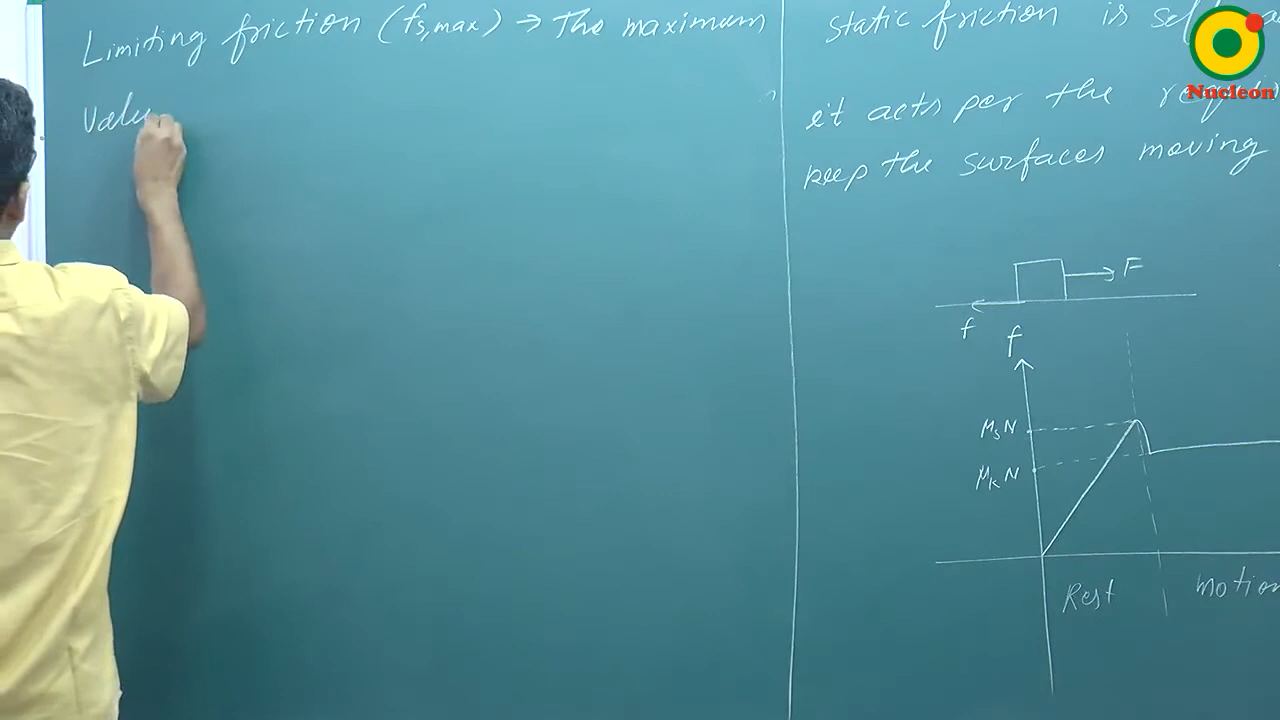 Limiting friction (fs,max) → The maximum
Valu
static friction is self
it acts per the
keep the surfaces moving
F
f
f
μs N
μk N
Rest
motion
Nucleon